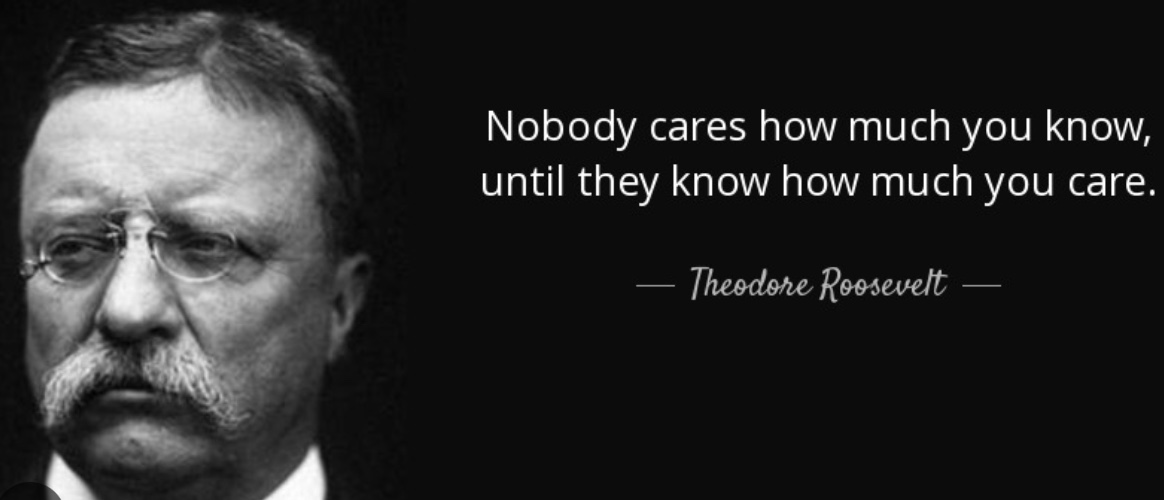 Nobody cares how much you know,
until they know how much you care.
— Theodore Roosevelt —